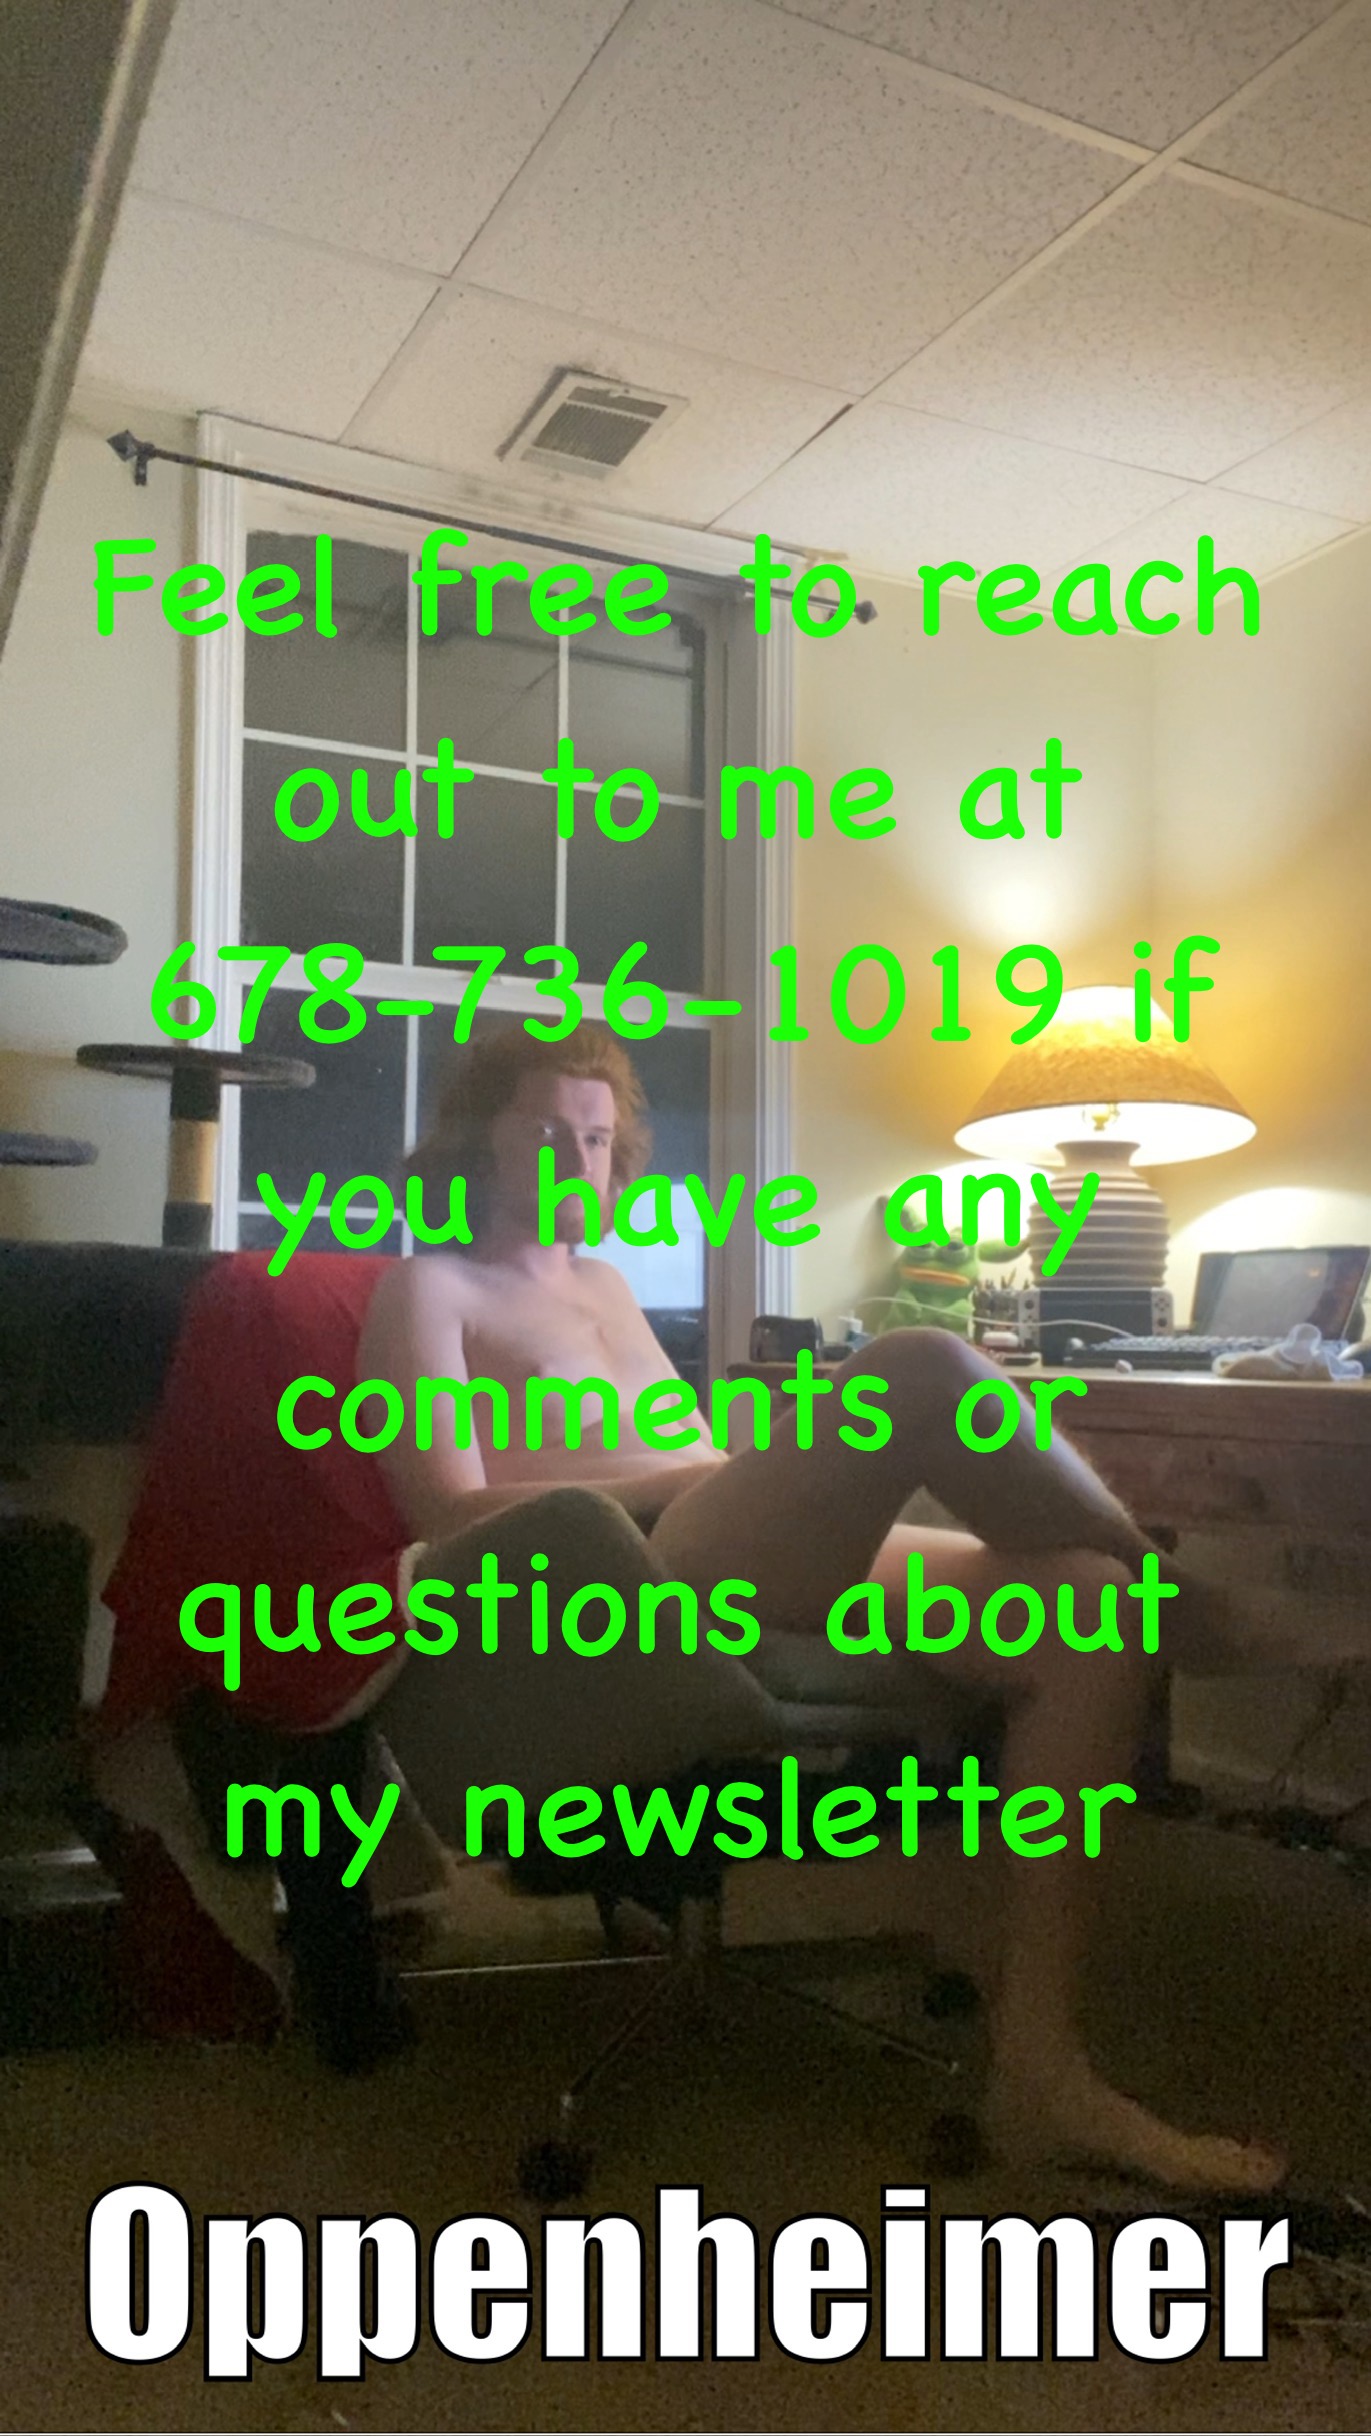 Feel free to reach
out to me at
678-736-1019 if
you have any
comments or
questions about
my newsletter
Oppenheimer